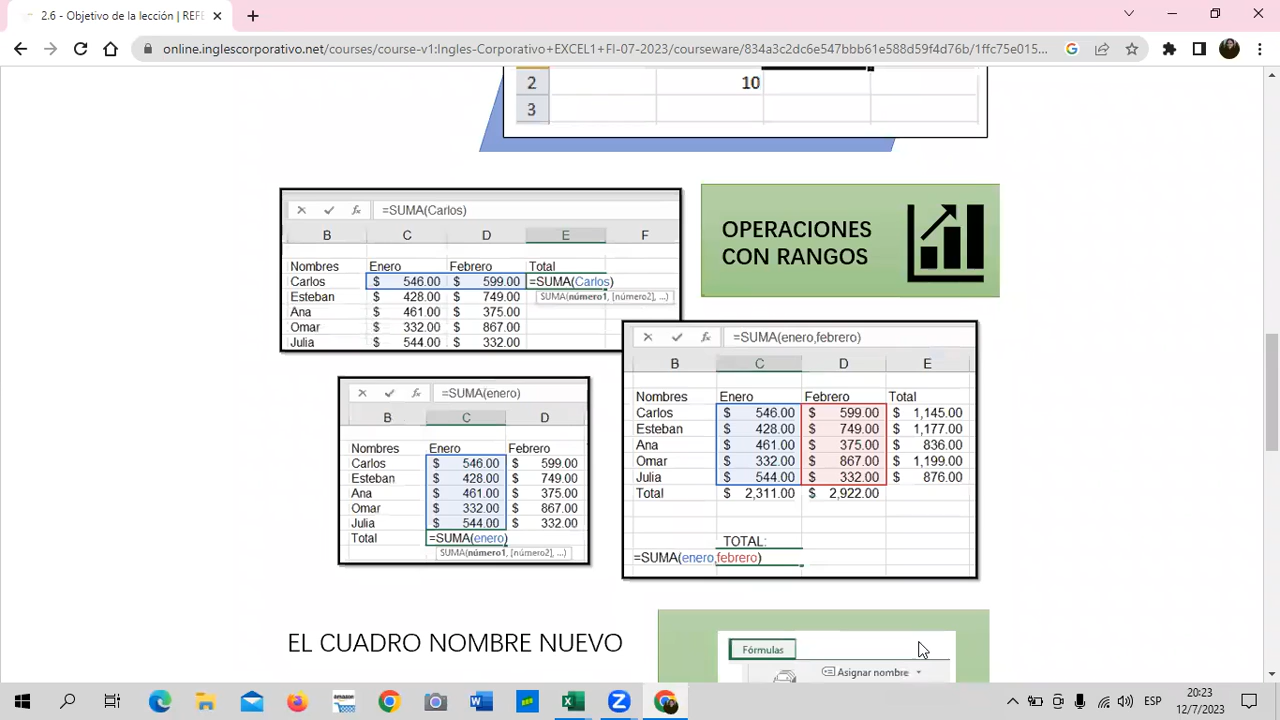 2.6 - Objetivo de la lección | REFE
online.inglescorporativo.net/courses/course-v1:Ingles-Corporativo+EXCEL1+FI-07-2023/courseware/834a3c2dc5e547bbb61e588d59f4d76b/1ffc75e015...
2 10
3
=SUMA(Carlos)
B C D E F
Nombres Enero Febrero Total
Carlos $ 546.00 $ 599.00 =SUMA(Carlos)
Esteban $ 428.00 $ 749.00 SUMA(número1, [número2], ...)
Ana $ 461.00 $ 375.00
Omar $ 332.00 $ 867.00
Julia $ 544.00 $ 332.00
OPERACIONES
CON RANGOS
=SUMA(enero,febrero)
B C D E
Nombres Enero Febrero Total
Carlos $ 546.00 $ 599.00 $ 1,145.00
Esteban $ 428.00 $ 749.00 $ 1,177.00
Ana $ 461.00 $ 375.00 $ 836.00
Omar $ 332.00 $ 867.00 $ 1,199.00
Julia $ 544.00 $ 332.00 $ 876.00
Total $ 2,311.00 $ 2,922.00
TOTAL:
=SUMA(enero,febrero)
=SUMA(enero)
B C D
Nombres Enero Febrero
Carlos $ 546.00 $ 599.00
Esteban $ 428.00 $ 749.00
Ana $ 461.00 $ 375.00
Omar $ 332.00 $ 867.00
Julia $ 544.00 $ 332.00
Total =SUMA(enero)
SUMA(número1, [número2], ...)
EL CUADRO NOMBRE NUEVO
Fórmulas
Asignar nombre
ESP
20:23
12/7/2023